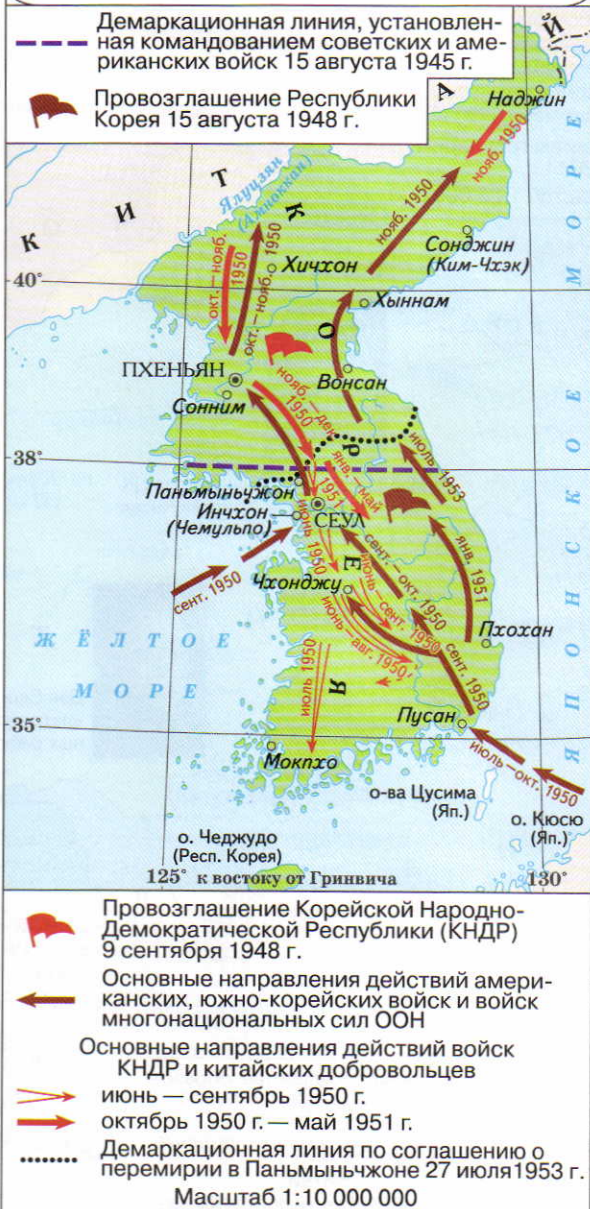 Демаркационная линия, установлен-
ная командованием советских и аме-
риканских войск 15 августа 1945 г.
Провозглашение Республики
Корея 15 августа 1948 г.
КИТАЙ
Наджин
нояб. 1950
Ялуцзян
(Амноккан)
нояб. 1950
Сонджин
(Ким-Чхэк)
40°
окт.–нояб.
1950
окт.–нояб. 1950
Хичхон
Хыннам
КОРЕЯ
ПХЕНЬЯН
Сонним
Вонсан
нояб.–дек.
1950
38°
июль 1953
янв.–май
1951
Паньмыньчжон
Инчхон
(Чемульпо)
СЕУЛ
июнь 1950
сент. 1950
Чхонджу
сент.–окт. 1950
янв. 1951
июнь–
сент. 1950
июнь–авг. 1950
Пхохан
сент. 1950
ЖЁЛТОЕ
МОРЕ
июль 1950
ЯПОНСКОЕ МОРЕ
35°
Пусан
Мокпхо
июль–окт. 1950
о-ва Цусима
(Яп.)
о. Кюсю
(Яп.)
о. Чеджудо
(Респ. Корея)
125° к востоку от Гринвича 130°
Провозглашение Корейской Народно-
Демократической Республики (КНДР)
9 сентября 1948 г.
Основные направления действий амери-
канских, южно-корейских войск и войск
многонациональных сил ООН
Основные направления действий войск
КНДР и китайских добровольцев
июнь — сентябрь 1950 г.
октябрь 1950 г.— май 1951 г.
Демаркационная линия по соглашению о
перемирии в Паньмыньчжоне 27 июля1953 г.
Масштаб 1:10 000 000